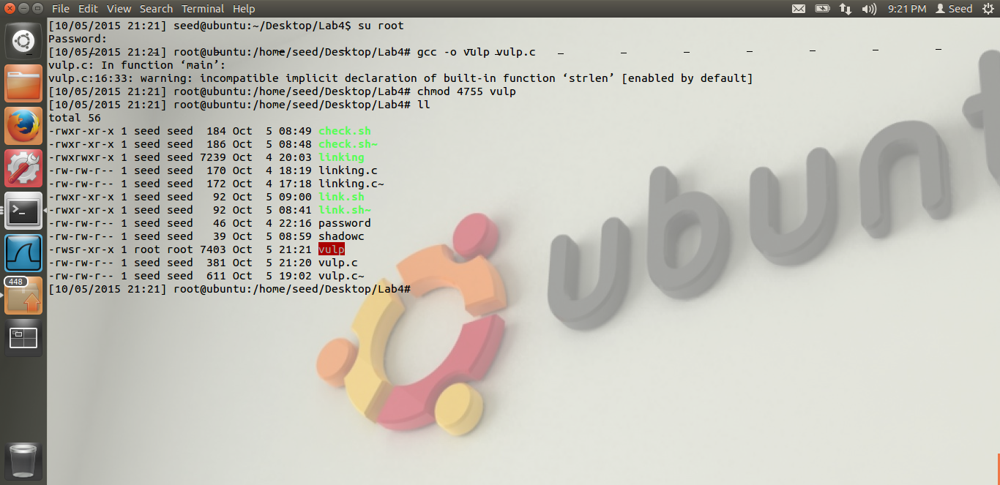 File Edit View Search Terminal Help 9:21 PM Seed
[10/05/2015 21:21] seed@ubuntu:~/Desktop/Lab4$ su root
Password:
[10/05/2015 21:21] root@ubuntu:/home/seed/Desktop/Lab4# gcc -o vulp vulp.c
vulp.c: In function ‘main’:
vulp.c:16:33: warning: incompatible implicit declaration of built-in function ‘strlen’ [enabled by default]
[10/05/2015 21:21] root@ubuntu:/home/seed/Desktop/Lab4# chmod 4755 vulp
[10/05/2015 21:21] root@ubuntu:/home/seed/Desktop/Lab4# ll
total 56
-rwxr-xr-x 1 seed seed  184 Oct  5 08:49 check.sh
-rwxr-xr-x 1 seed seed  186 Oct  5 08:48 check.sh~
-rwxrwxr-x 1 seed seed 7239 Oct  4 20:03 linking
-rw-rw-r-- 1 seed seed  170 Oct  4 18:19 linking.c
-rw-rw-r-- 1 seed seed  172 Oct  4 17:18 linking.c~
-rwxr-xr-x 1 seed seed   92 Oct  5 09:00 link.sh
-rwxr-xr-x 1 seed seed   92 Oct  5 08:41 link.sh~
-rw-rw-r-- 1 seed seed   46 Oct  4 22:16 password
-rw-rw-r-- 1 seed seed   39 Oct  5 08:59 shadowc
-rwsr-xr-x 1 root root 7403 Oct  5 21:21 vulp
-rw-rw-r-- 1 seed seed  381 Oct  5 21:20 vulp.c
-rw-rw-r-- 1 seed seed  611 Oct  5 19:02 vulp.c~
[10/05/2015 21:21] root@ubuntu:/home/seed/Desktop/Lab4#
448
ubunt